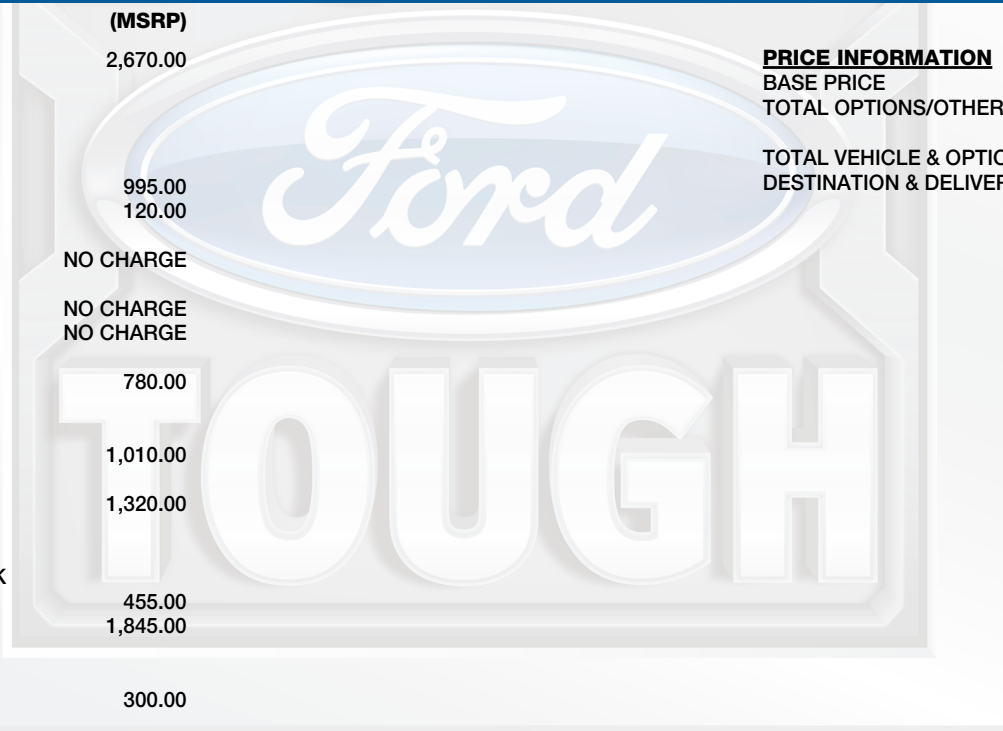 (MSRP)
2,670.00
995.00
120.00
NO CHARGE
NO CHARGE
NO CHARGE
780.00
1,010.00
1,320.00
K
455.00
1,845.00
300.00
PRICE INFORMATION
BASE PRICE
TOTAL OPTIONS/OTHER
TOTAL VEHICLE & OPTIO
DESTINATION & DELIVER
Ford
TOUGH